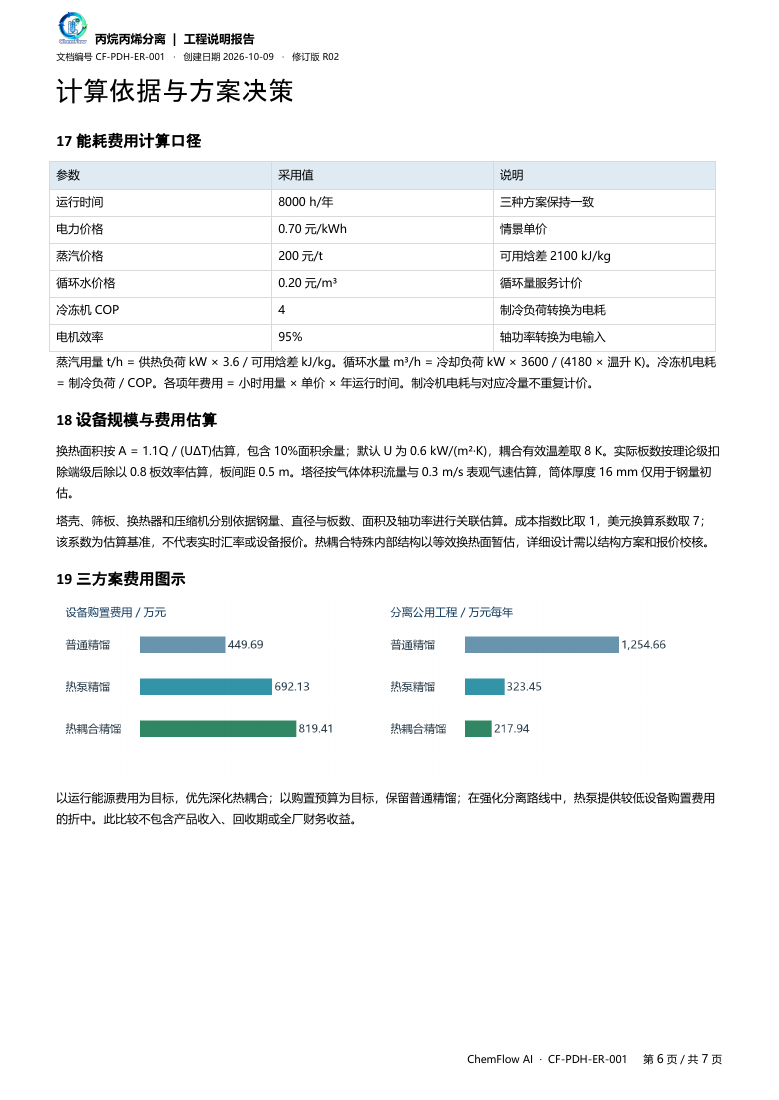 ChemFlow
丙烷丙烯分离 | 工程说明报告
文档编号 CF-PDH-ER-001 · 创建日期 2026-10-09 · 修订版 R02
计算依据与方案决策
17 能耗费用计算口径
参数 采用值 说明
运行时间 8000 h/年 三种方案保持一致
电力价格 0.70 元/kWh 情景单价
蒸汽价格 200 元/t 可用焓差 2100 kJ/kg
循环水价格 0.20 元/m³ 循环量服务计价
冷冻机 COP 4 制冷负荷转换为电耗
电机效率 95% 轴功率转换为电输入
蒸汽用量 t/h = 供热负荷 kW × 3.6 / 可用焓差 kJ/kg。循环水量 m³/h = 冷却负荷 kW × 3600 / (4180 × 温升 K)。冷冻机电耗
= 制冷负荷 / COP。各项年费用 = 小时用量 × 单价 × 年运行时间。制冷机电耗与对应冷量不重复计价。
18 设备规模与费用估算
换热面积按 A = 1.1Q / (UΔT)估算，包含 10%面积余量；默认 U 为 0.6 kW/(m²·K)，耦合有效温差取 8 K。实际板数按理论级扣
除端级后除以 0.8 板效率估算，板间距 0.5 m。塔径按气体体积流量与 0.3 m/s 表观气速估算，筒体厚度 16 mm 仅用于钢量初
估。
塔壳、筛板、换热器和压缩机分别依据钢量、直径与板数、面积及轴功率进行关联估算。成本指数比取 1，美元换算系数取 7；
该系数为估算基准，不代表实时汇率或设备报价。热耦合特殊内部结构以等效换热面暂估，详细设计需以结构方案和报价校核。
19 三方案费用图示
设备购置费用 / 万元
普通精馏 449.69
热泵精馏 692.13
热耦合精馏 819.41
分离公用工程 / 万元每年
普通精馏 1,254.66
热泵精馏 323.45
热耦合精馏 217.94
以运行能源费用为目标，优先深化热耦合；以购置预算为目标，保留普通精馏；在强化分离路线中，热泵提供较低设备购置费用
的折中。此比较不包含产品收入、回收期或全厂财务收益。
ChemFlow AI · CF-PDH-ER-001 第 6 页 / 共 7 页